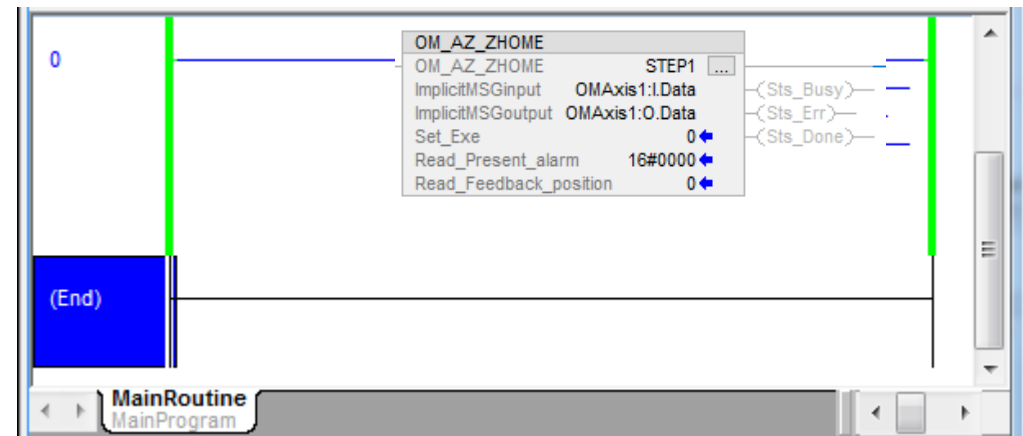 0
OM_AZ_ZHOME
OM_AZ_ZHOME STEP1 ...
ImplicitMSGinput OMAxis1:I.Data (Sts_Busy)
ImplicitMSGoutput OMAxis1:O.Data (Sts_Err)
Set_Exe 0 (Sts_Done)
Read_Present_alarm 16#0000
Read_Feedback_position 0
(End)
MainRoutine
MainProgram